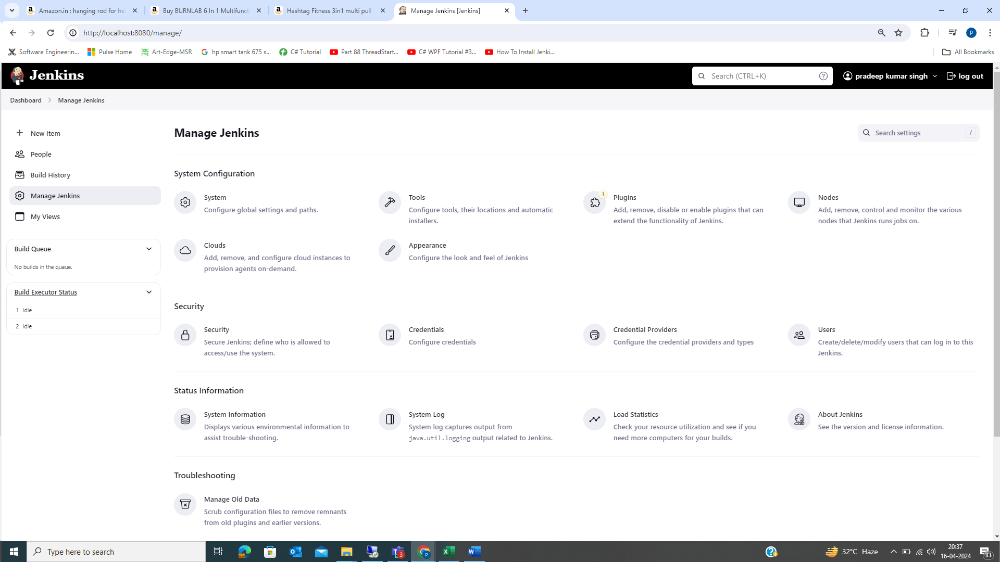 Amazon.in : hanging rod for he
Buy BURNLAB 6 In 1 Multifunct
Hashtag Fitness 3in1 multi pull
Manage Jenkins [Jenkins]
http://localhost:8080/manage/
P
Software Engineerin...
Pulse Home
Art-Edge-MSR
hp smart tank 675 s...
C# Tutorial
Part 88 ThreadStart...
C# WPF Tutorial #3...
How To Install Jenki...
All Bookmarks
Jenkins
Search (CTRL+K)
?
pradeep kumar singh
log out
Dashboard
Manage Jenkins
New Item
People
Build History
Manage Jenkins
My Views
Build Queue
No builds in the queue.
Build Executor Status
1 Idle
2 Idle
Manage Jenkins
Search settings
/
System Configuration
System
Configure global settings and paths.
Tools
Configure tools, their locations and automatic
installers.
1
Plugins
Add, remove, disable or enable plugins that can
extend the functionality of Jenkins.
Nodes
Add, remove, control and monitor the various
nodes that Jenkins runs jobs on.
Clouds
Add, remove, and configure cloud instances to
provision agents on-demand.
Appearance
Configure the look and feel of Jenkins
Security
Security
Secure Jenkins; define who is allowed to
access/use the system.
Credentials
Configure credentials
Credential Providers
Configure the credential providers and types
Users
Create/delete/modify users that can log in to this
Jenkins.
Status Information
System Information
Displays various environmental information to
assist trouble-shooting.
System Log
System log captures output from
java.util.logging output related to Jenkins.
Load Statistics
Check your resource utilization and see if you
need more computers for your builds.
About Jenkins
See the version and license information.
Troubleshooting
Manage Old Data
Scrub configuration files to remove remnants
from old plugins and earlier versions.
Type here to search
3
32°C Haze
20:37
16-04-2024
33